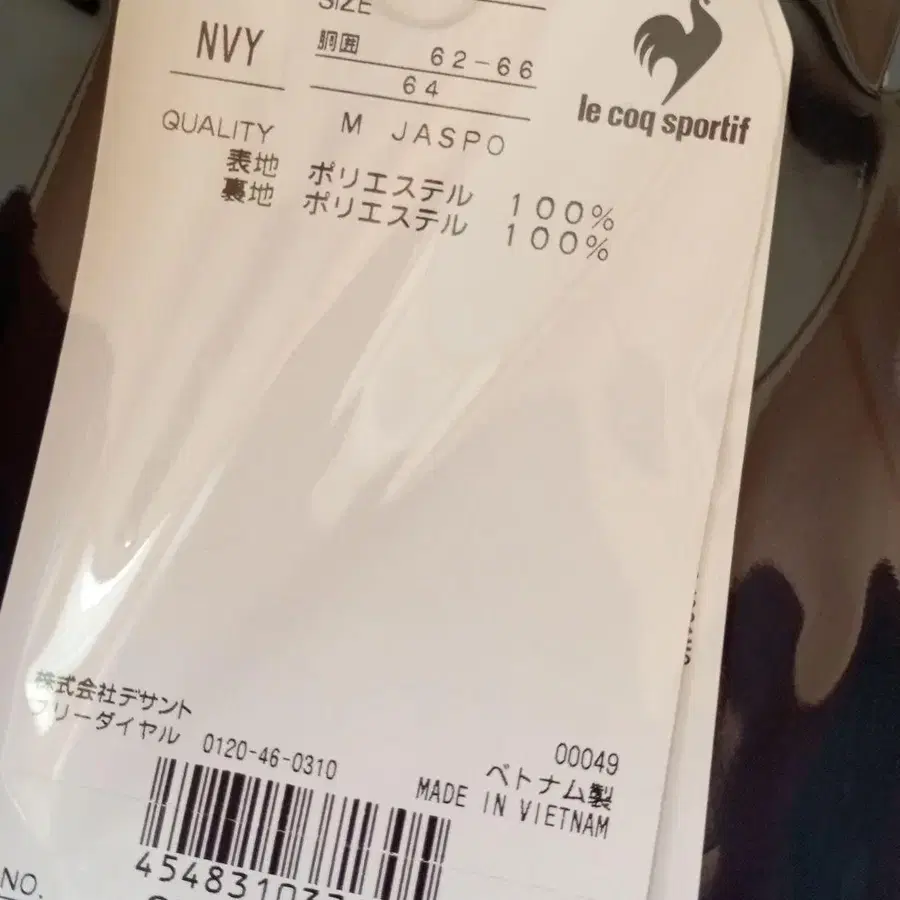 SIZE
NVY
胴囲 62-66
64
M JASPO
le coq sportif
QUALITY
表地 ポリエステル 100%
裏地 ポリエステル 100%
株式会社デサント
フリーダイヤル 0120-46-0310
00049
ベトナム製
MADE IN VIETNAM
NO.